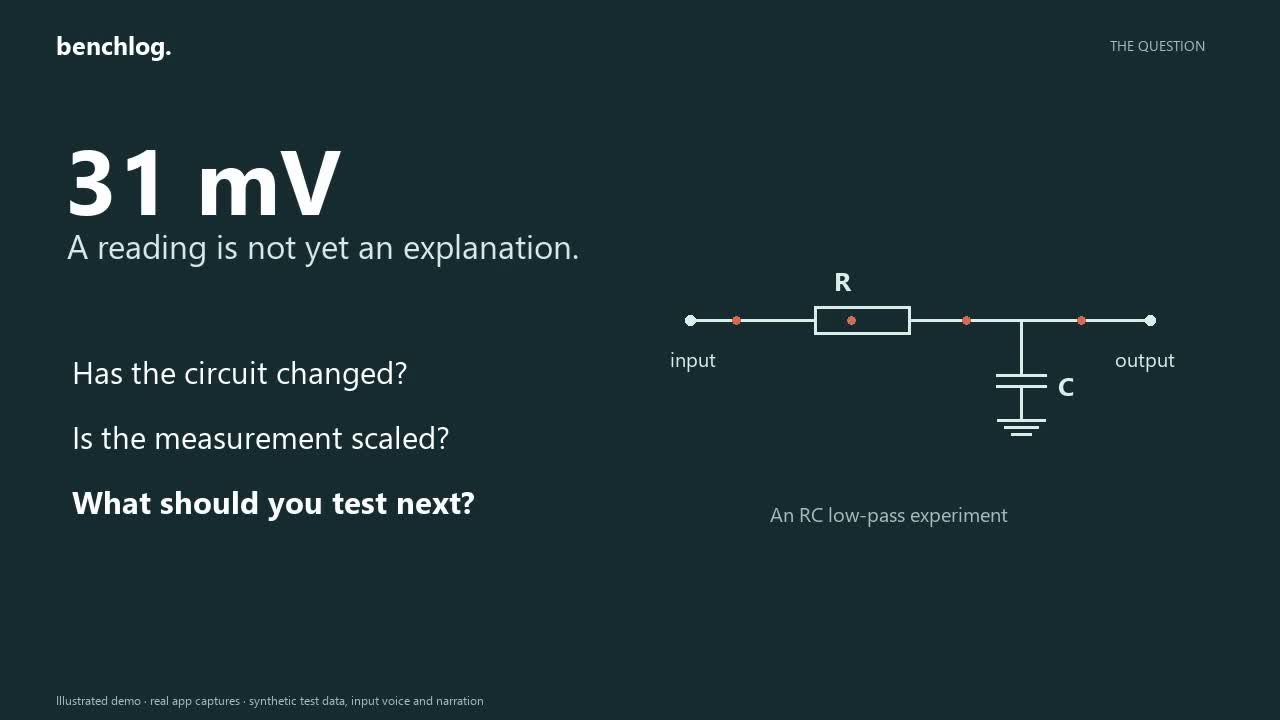 benchlog.
THE QUESTION
31 mV
A reading is not yet an explanation.
Has the circuit changed?
Is the measurement scaled?
What should you test next?
R
input
output
C
An RC low-pass experiment
Illustrated demo · real app captures · synthetic test data, input voice and narration